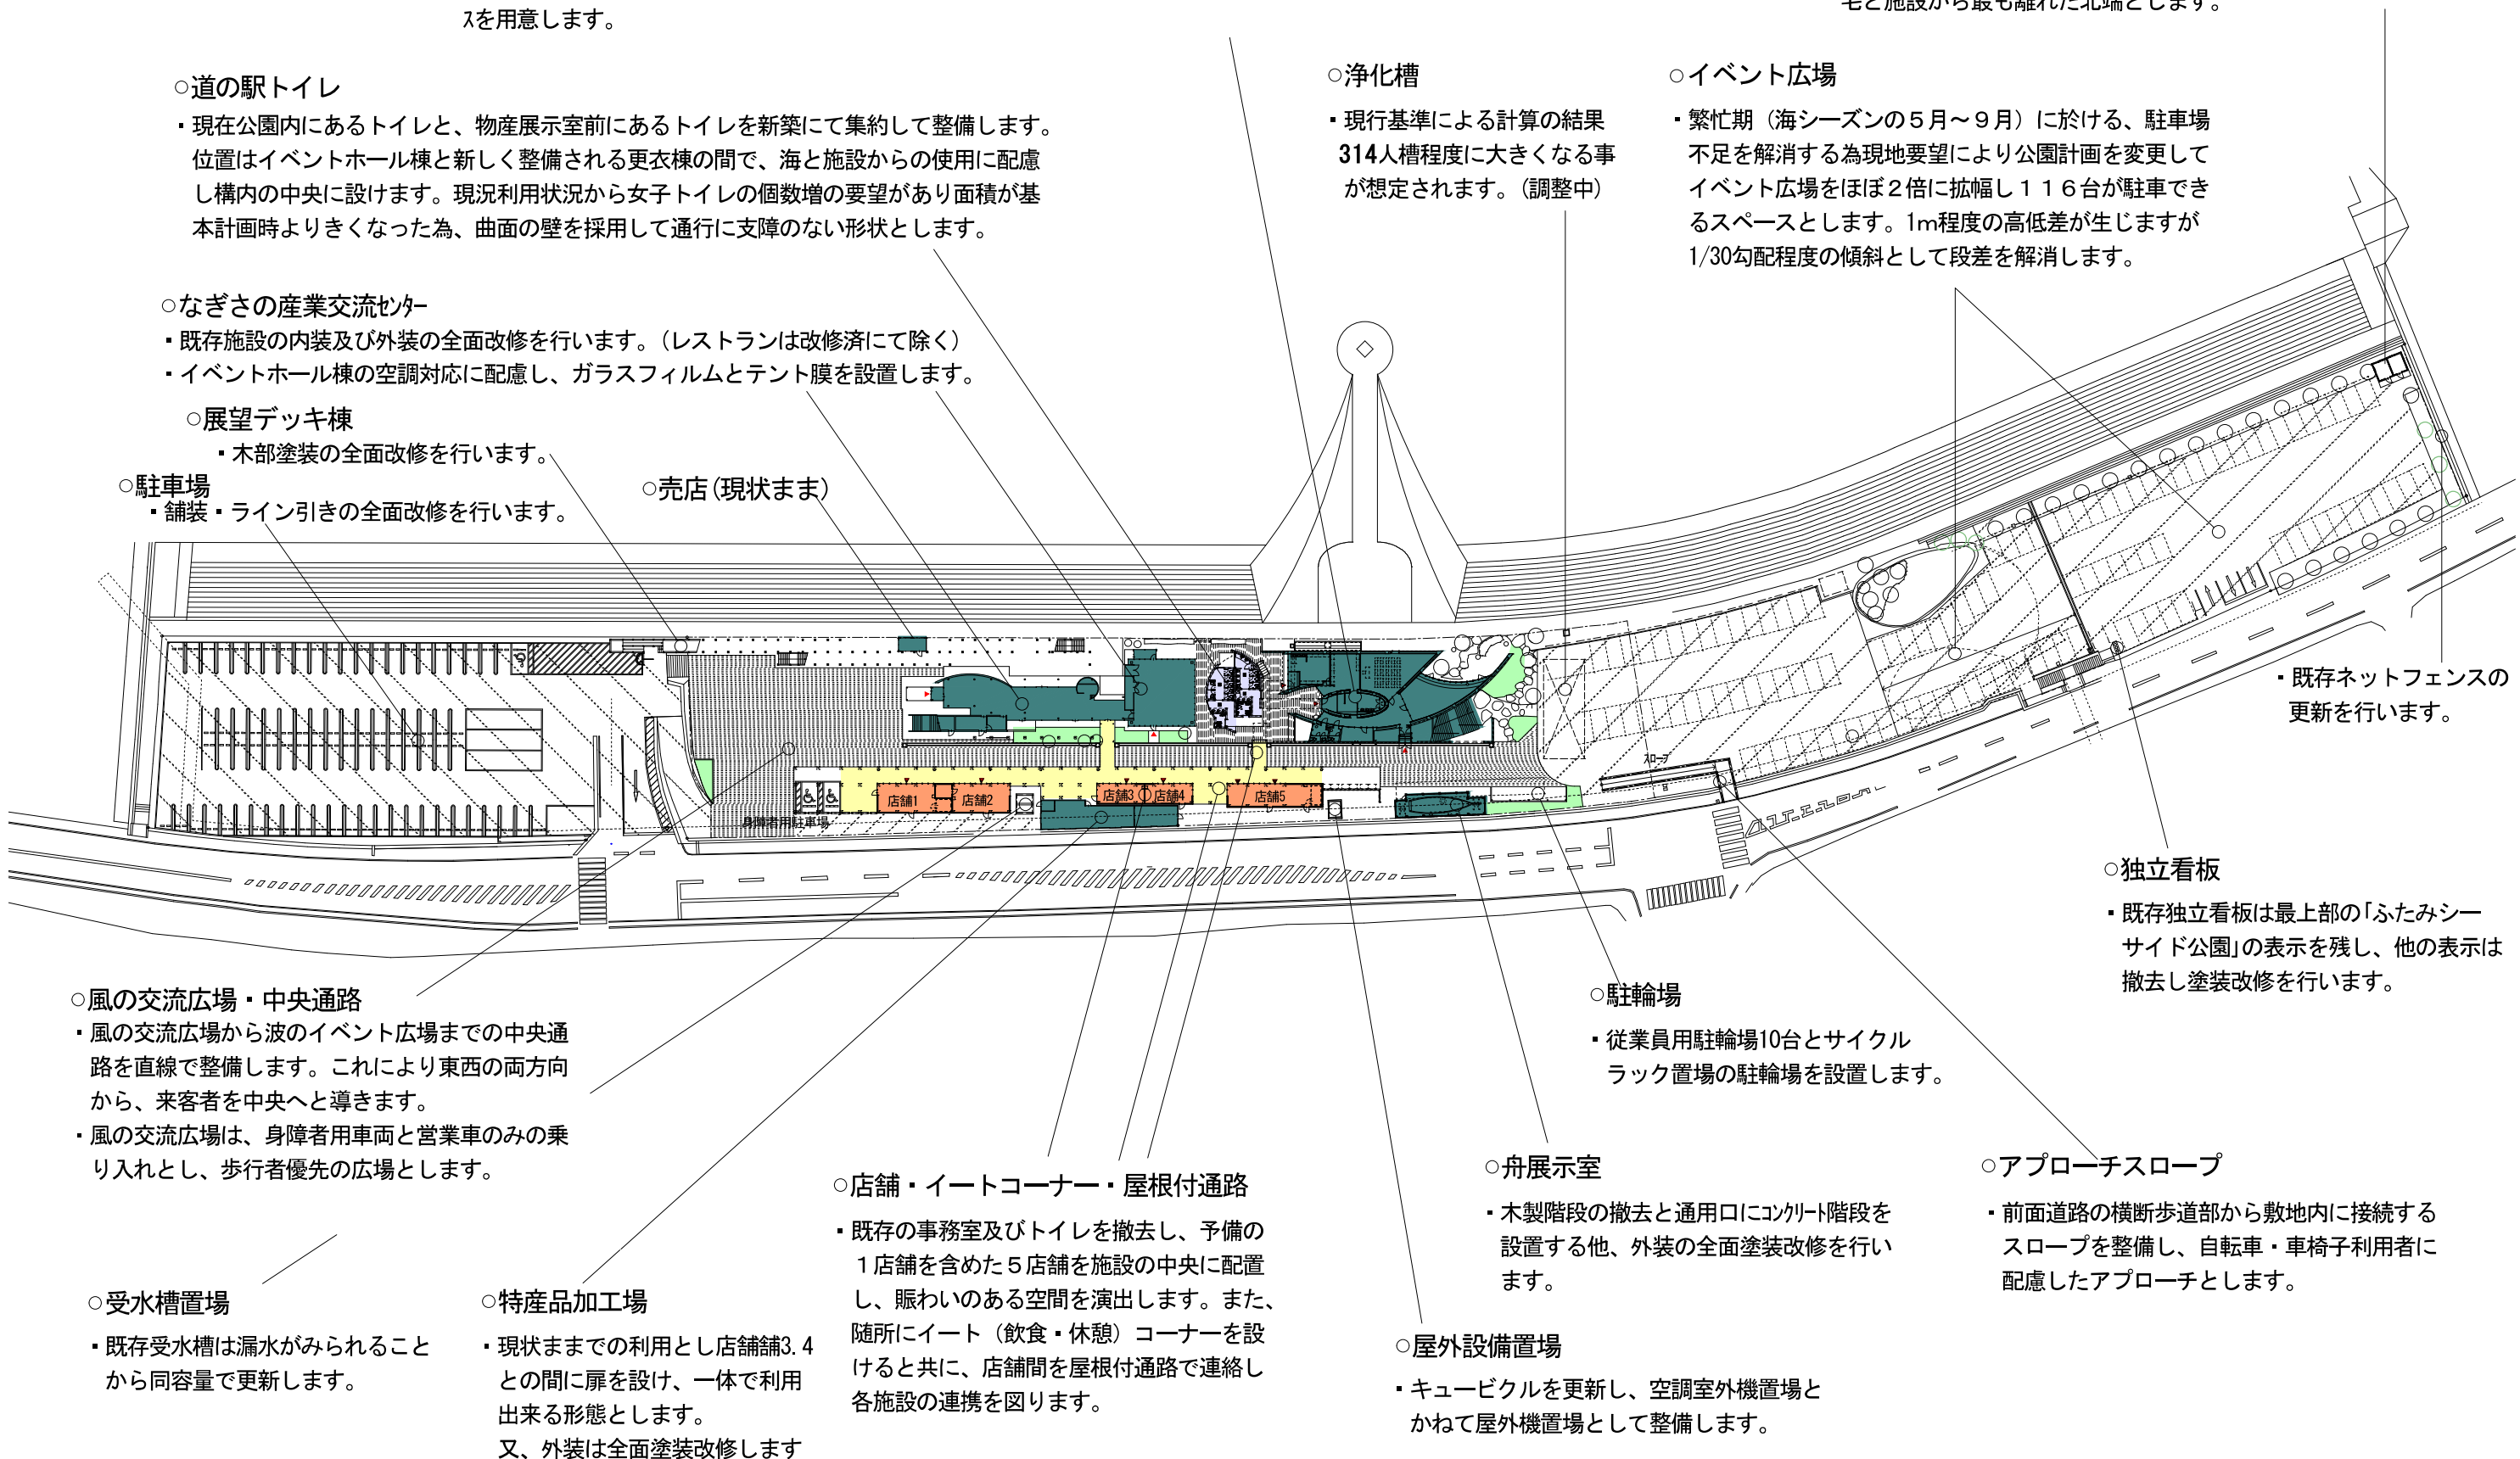 スを用意します。
宅と施設から最も離れた北端とします。
○道の駅トイレ
・現在公園内にあるトイレと、物産展示室前にあるトイレを新築にて集約して整備します。
位置はイベントホール棟と新しく整備される更衣棟の間で、海と施設からの使用に配慮
し構内の中央に設けます。現況利用状況から女子トイレの個数増の要望があり面積が基
本計画時よりきくなった為、曲面の壁を採用して通行に支障のない形状とします。
○浄化槽
・現行基準による計算の結果
314人槽程度に大きくなる事
が想定されます。(調整中)
○イベント広場
・繁忙期（海シーズンの５月～９月）に於ける、駐車場
不足を解消する為現地要望により公園計画を変更して
イベント広場をほぼ２倍に拡幅し１１６台が駐車でき
るスペースとします。1m程度の高低差が生じますが
1/30勾配程度の傾斜として段差を解消します。
○なぎさの産業交流ｾﾝﾀｰ
・既存施設の内装及び外装の全面改修を行います。(レストランは改修済にて除く)
・イベントホール棟の空調対応に配慮し、ガラスフィルムとテント膜を設置します。
○展望デッキ棟
・木部塗装の全面改修を行います。
○駐車場
・舗装・ライン引きの全面改修を行います。
○売店(現状まま)
・既存ネットフェンスの
更新を行います。
ｽﾛｰﾌﾟ
店舗1
店舗2
店舗3
店舗4
店舗5
身障者用駐車場
○独立看板
・既存独立看板は最上部の｢ふたみシー
サイド公園｣の表示を残し、他の表示は
撤去し塗装改修を行います。
○風の交流広場・中央通路
・風の交流広場から波のイベント広場までの中央通
路を直線で整備します。これにより東西の両方向
から、来客者を中央へと導きます。
・風の交流広場は、身障者用車両と営業車のみの乗
り入れとし、歩行者優先の広場とします。
○駐輪場
・従業員用駐輪場10台とサイクル
ラック置場の駐輪場を設置します。
○店舗・イートコーナー・屋根付通路
・既存の事務室及びトイレを撤去し、予備の
１店舗を含めた５店舗を施設の中央に配置
し、賑わいのある空間を演出します。また、
随所にイート（飲食・休憩）コーナーを設
けると共に、店舗間を屋根付通路で連絡し
各施設の連携を図ります。
○舟展示室
・木製階段の撤去と通用口にｺﾝｸﾘｰﾄ階段を
設置する他、外装の全面塗装改修を行い
ます。
○アプローチスロープ
・前面道路の横断歩道部から敷地内に接続する
スロープを整備し、自転車・車椅子利用者に
配慮したアプローチとします。
○受水槽置場
・既存受水槽は漏水がみられること
から同容量で更新します。
○特産品加工場
・現状ままでの利用とし店舗舗3.4
との間に扉を設け、一体で利用
出来る形態とします。
又、外装は全面塗装改修します
○屋外設備置場
・キュービクルを更新し、空調室外機置場と
かねて屋外機置場として整備します。